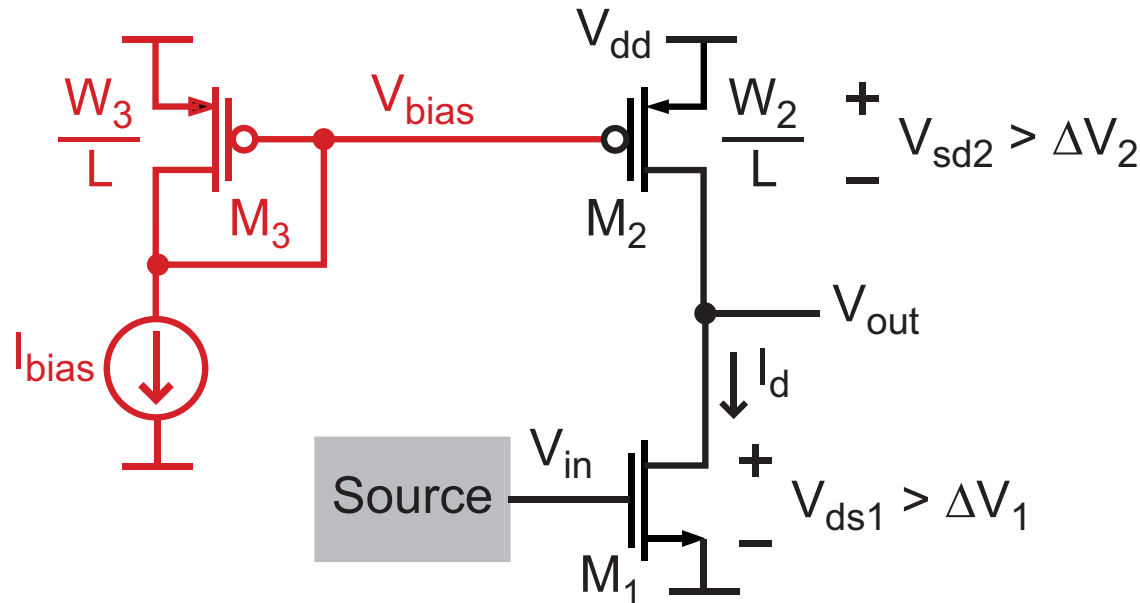 V_dd
W_3
L
V_bias
W_2
L
+
V_sd2 > ΔV_2
–
M_3
M_2
V_out
I_bias
I_d
Source
V_in
+
V_ds1 > ΔV_1
–
M_1